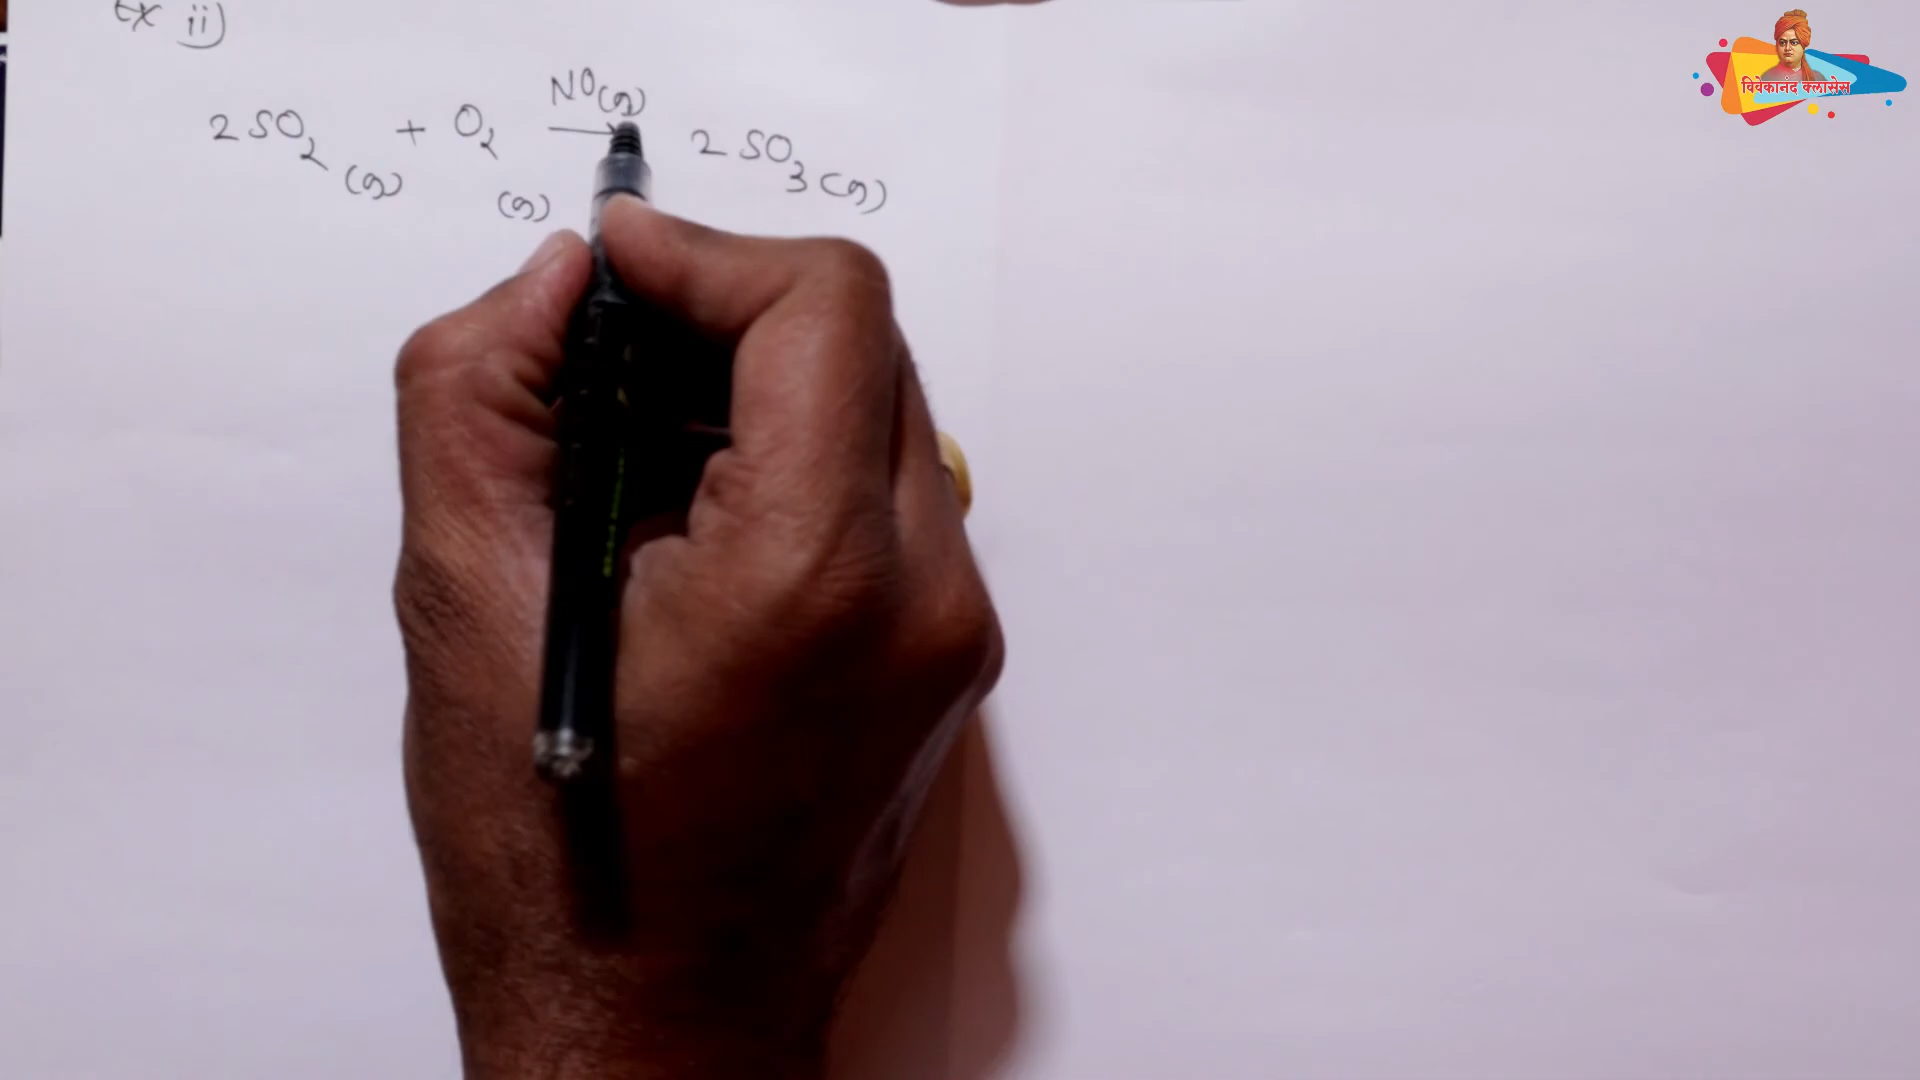 Ex ii)
NO(g)
2SO₂(g) + O₂(g) → 2SO₃(g)
विवेकानंद क्लासेस